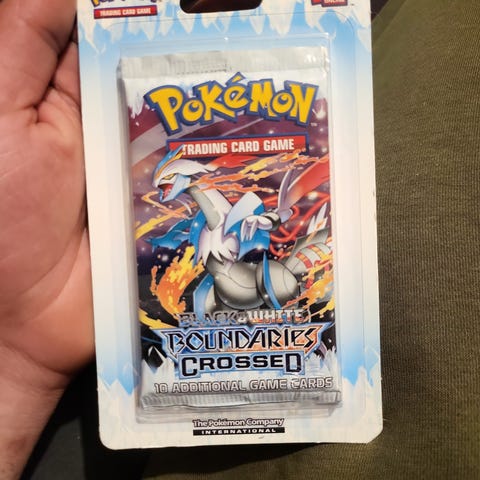 TRADING CARD GAME
ONLINE
POKéMON
TRADING CARD GAME
BLACK & WHITE
BOUNDARIES
CROSSED
10 ADDITIONAL GAME CARDS
The Pokémon Company
INTERNATIONAL